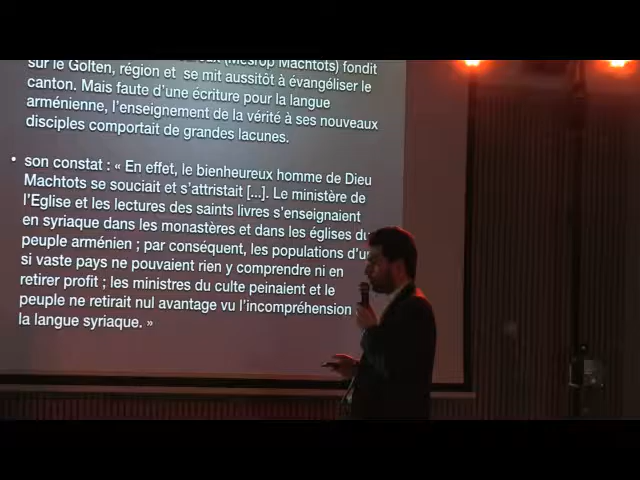 (Mesrop Machtots) fondit
sur le Golten, région et se mit aussitôt à évangéliser le
canton. Mais faute d'une écriture pour la langue
arménienne, l'enseignement de la vérité à ses nouveaux
disciples comportait de grandes lacunes.
• son constat : « En effet, le bienheureux homme de Dieu
Machtots se souciait et s'attristait [...]. Le ministère de
l'Eglise et les lectures des saints livres s'enseignaient
en syriaque dans les monastères et dans les églises du
peuple arménien ; par conséquent, les populations d'un
si vaste pays ne pouvaient rien y comprendre ni en
retirer profit ; les ministres du culte peinaient et le
peuple ne retirait nul avantage vu l'incompréhension
la langue syriaque. »